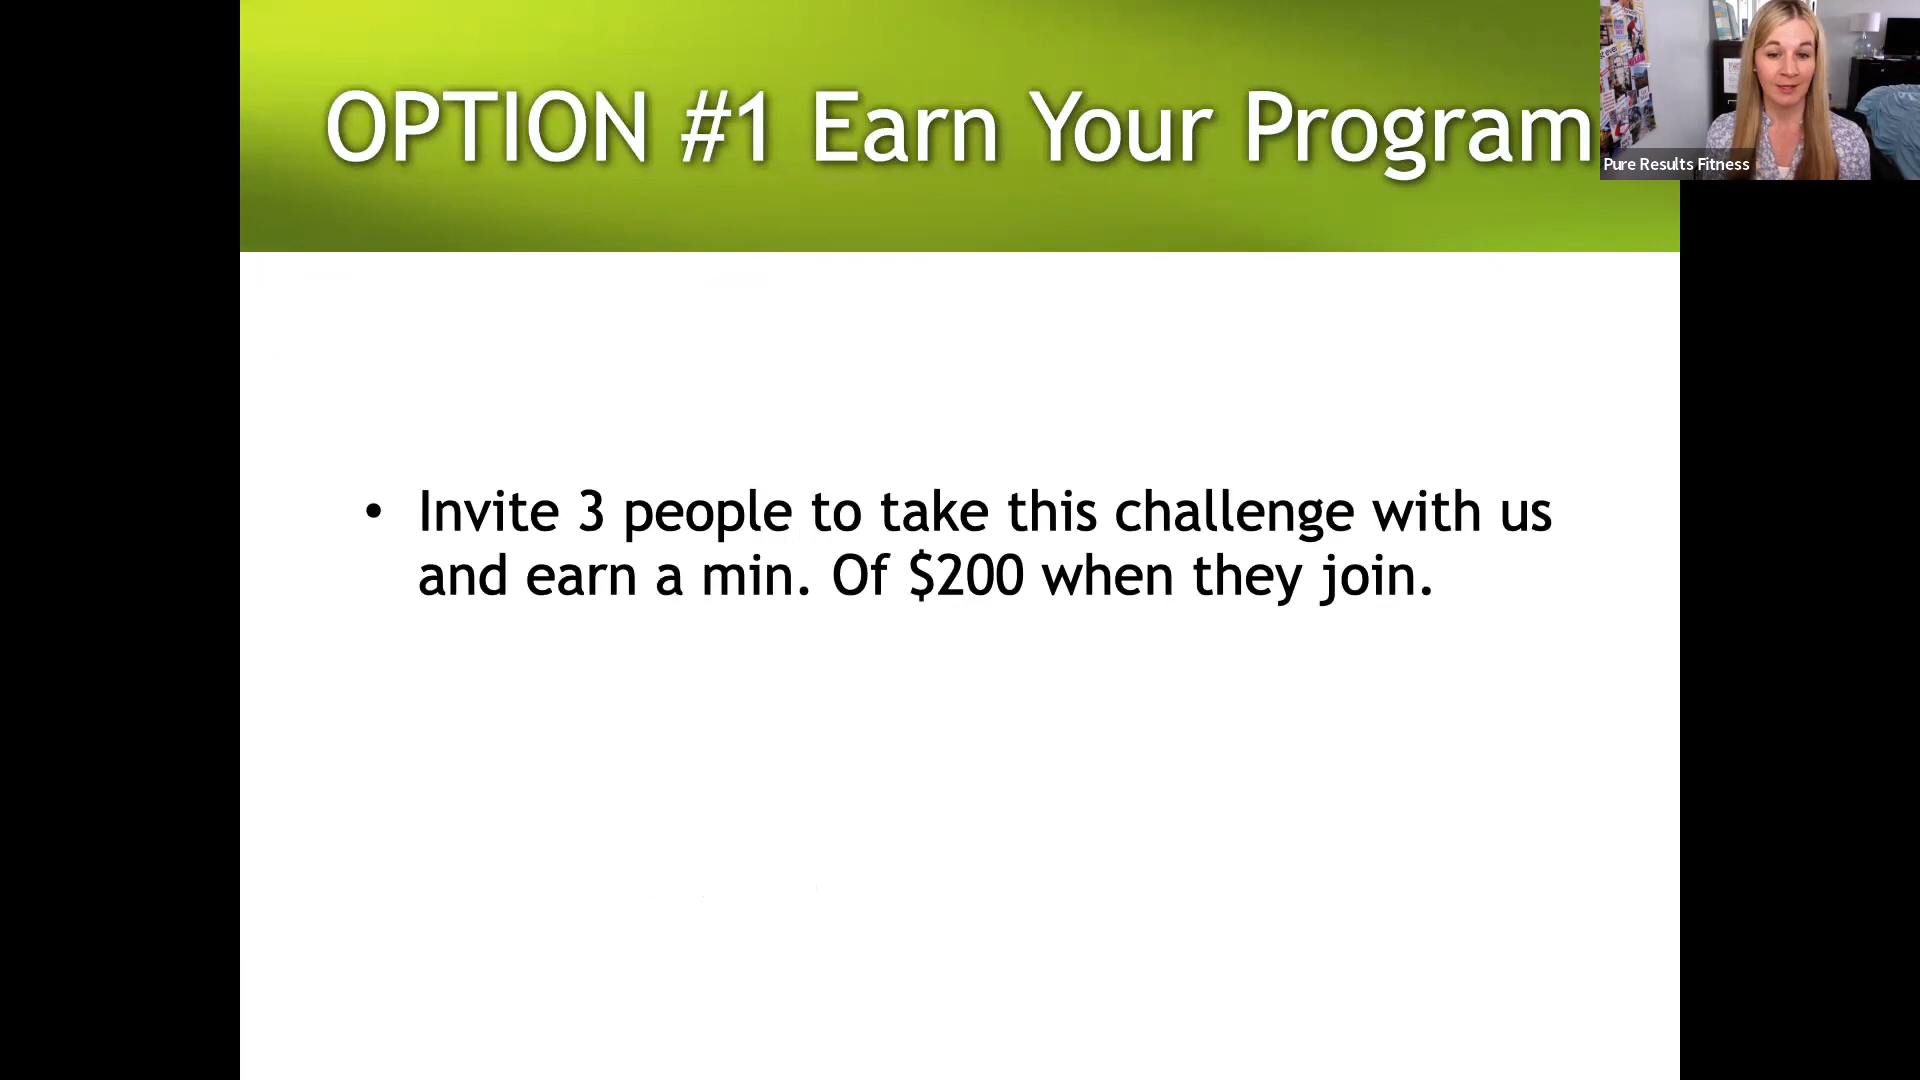 OPTION #1 Earn Your Program
Pure Results Fitness
• Invite 3 people to take this challenge with us
and earn a min. Of $200 when they join.